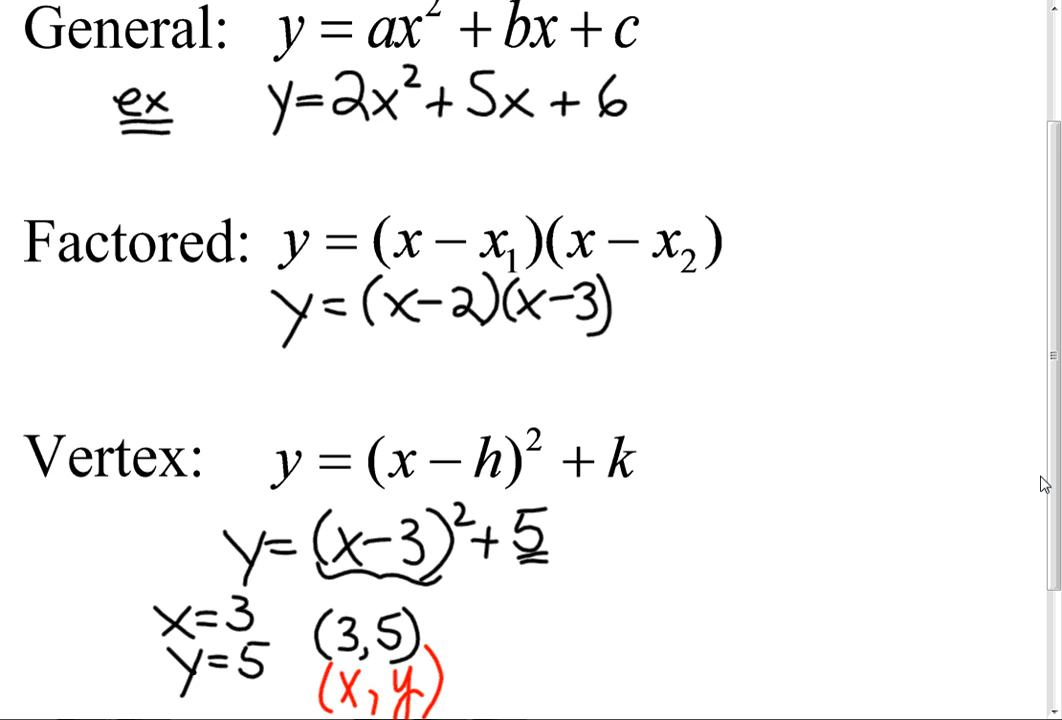 General: y = ax² + bx + c
ex y=2x²+5x+6
Factored: y = (x − x₁)(x − x₂)
y=(x-2)(x-3)
Vertex: y = (x − h)² + k
y=(x-3)²+5
x=3 (3,5)
y=5 (x,y)